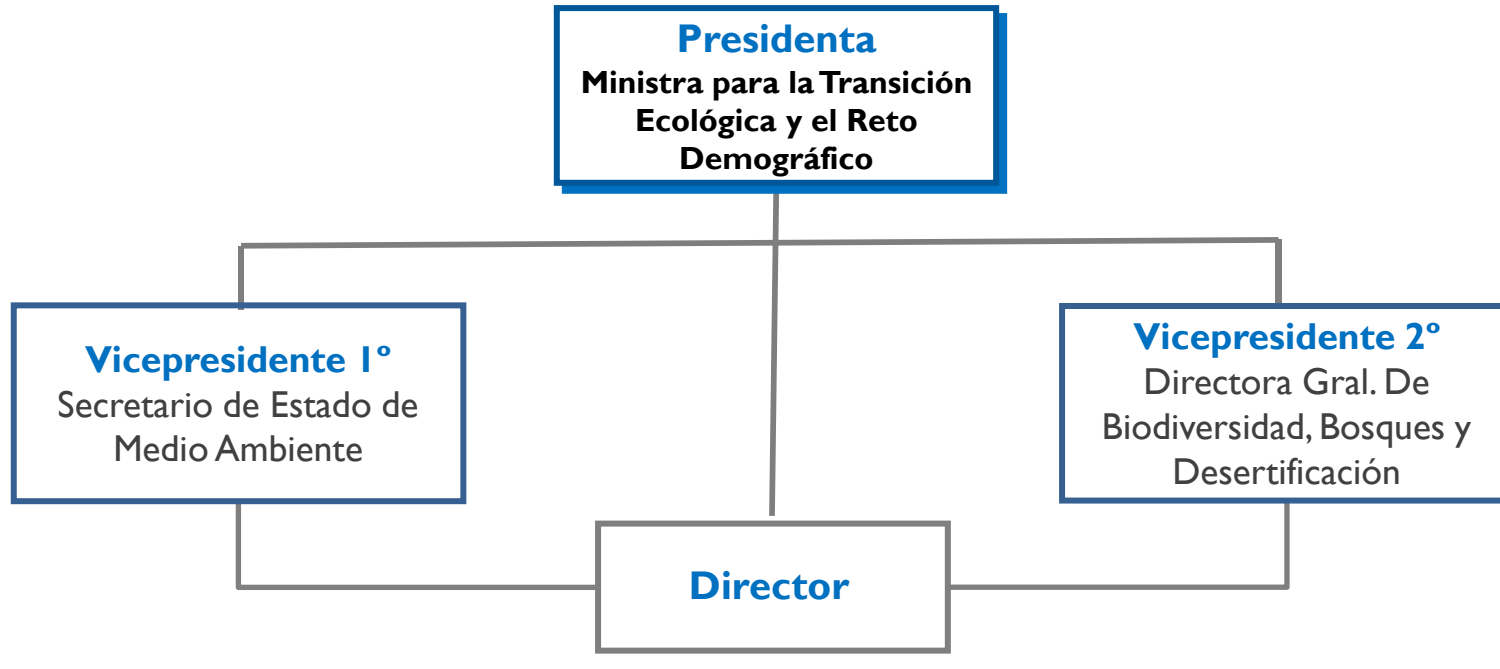 Presidenta
Ministra para la Transición
Ecológica y el Reto
Demográfico
Vicepresidente 1º
Secretario de Estado de
Medio Ambiente
Vicepresidente 2º
Directora Gral. De
Biodiversidad, Bosques y
Desertificación
Director